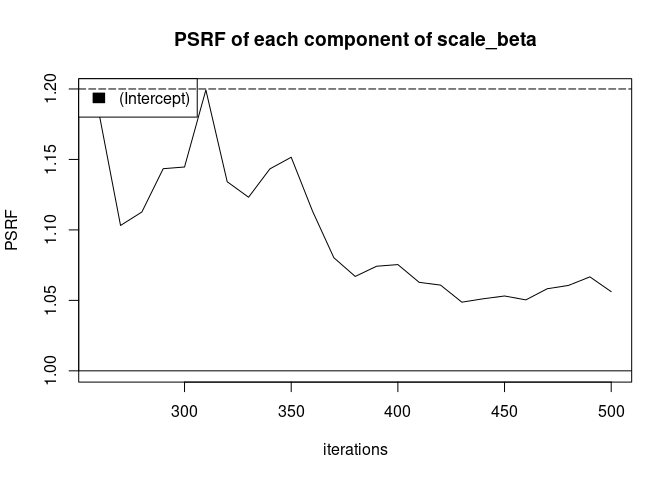 PSRF of each component of scale_beta
(Intercept)
PSRF
1.20
1.15
1.10
1.05
1.00
300 350 400 450 500
iterations